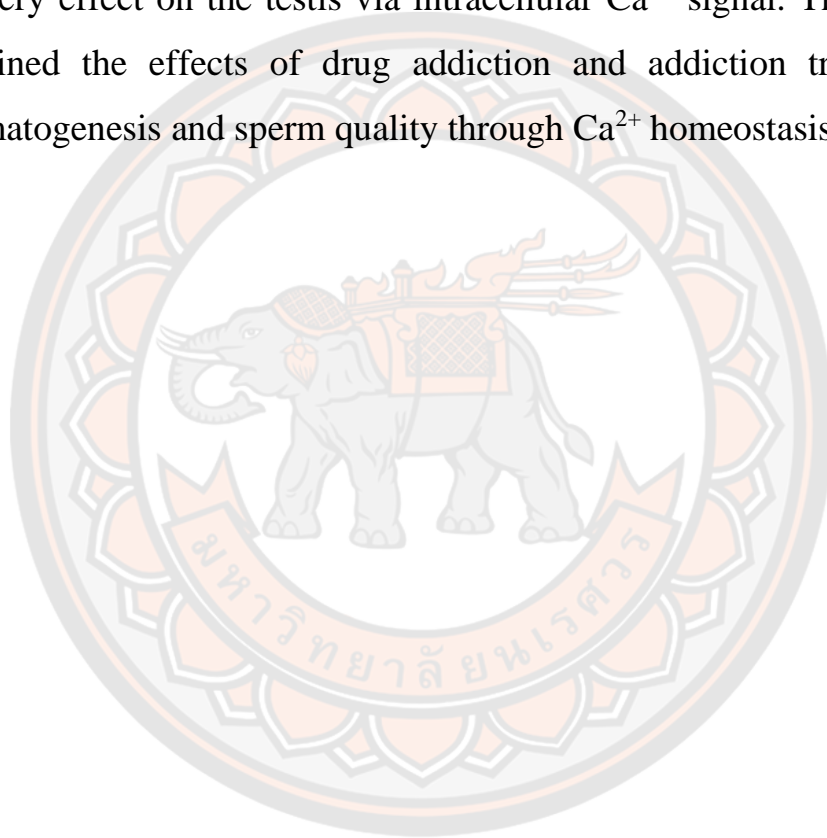 ery effect on the testis via intracellular Ca signal.
ined the effects of drug addiction and addiction tr
natogenesis and sperm quality through Ca²⁺ homeostasis
มหาวิทยาลัยนเรศวร